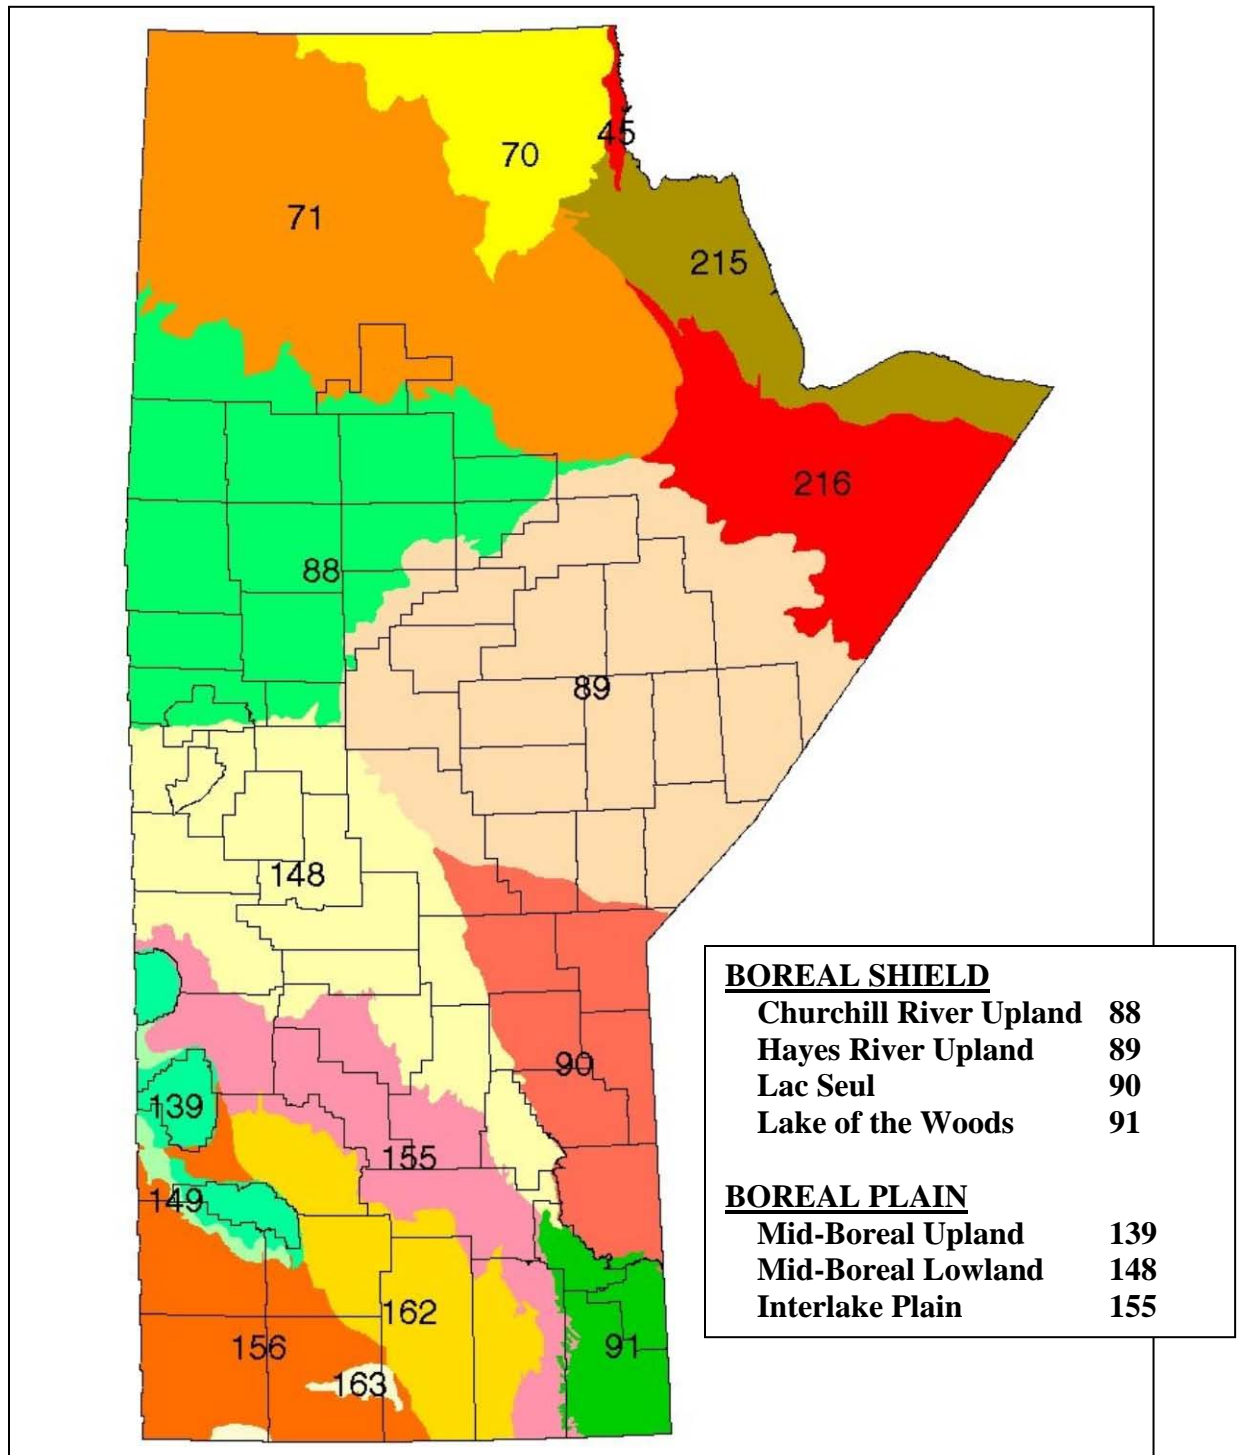 45
70
71
215
216
88
89
148
90
139
155
149
162
156
91
163
BOREAL SHIELD
Churchill River Upland 88
Hayes River Upland 89
Lac Seul 90
Lake of the Woods 91
BOREAL PLAIN
Mid-Boreal Upland 139
Mid-Boreal Lowland 148
Interlake Plain 155